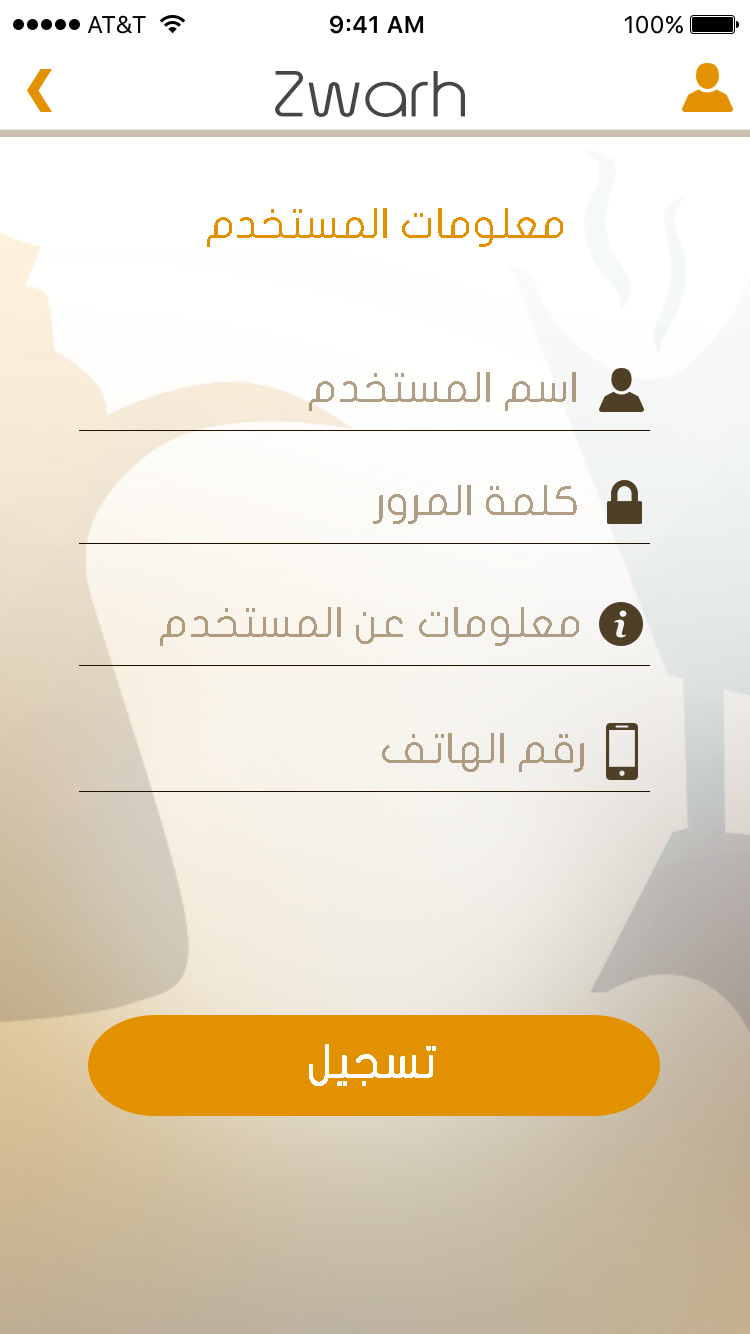 AT&T 9:41 AM 100%
Zwarh
معلومات المستخدم
اسم المستخدم
كلمة المرور
معلومات عن المستخدم
رقم الهاتف
تسجيل